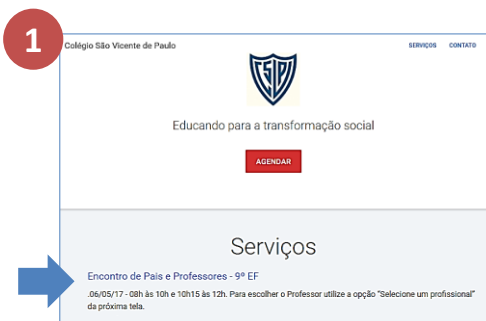 1
Colégio São Vicente de Paulo
SERVIÇOS CONTATO
CSVP
Educando para a transformação social
AGENDAR
Serviços
Encontro de Pais e Professores - 9º EF
.06/05/17 - 08h às 10h e 10h15 às 12h. Para escolher o Professor utilize a opção "Selecione um profissional"
da próxima tela.